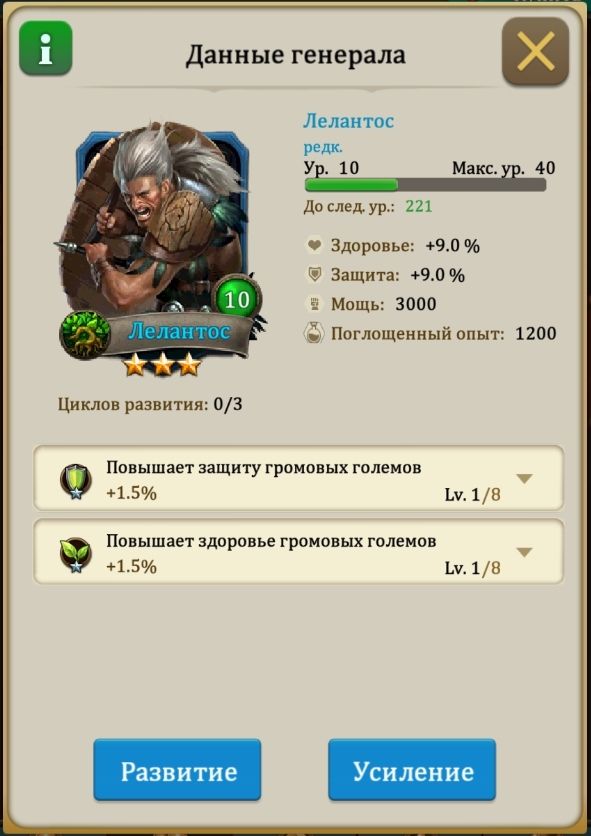 Данные генерала
Лелантос
редк.
Ур. 10 Макс. ур. 40
До след. ур.: 221
Здоровье: +9.0 %
Защита: +9.0 %
Мощь: 3000
Поглощенный опыт: 1200
10
Лелантос
Циклов развития: 0/3
Повышает защиту громовых големов
+1.5%
Lv. 1/8
Повышает здоровье громовых големов
+1.5%
Lv. 1/8
Развитие Усиление